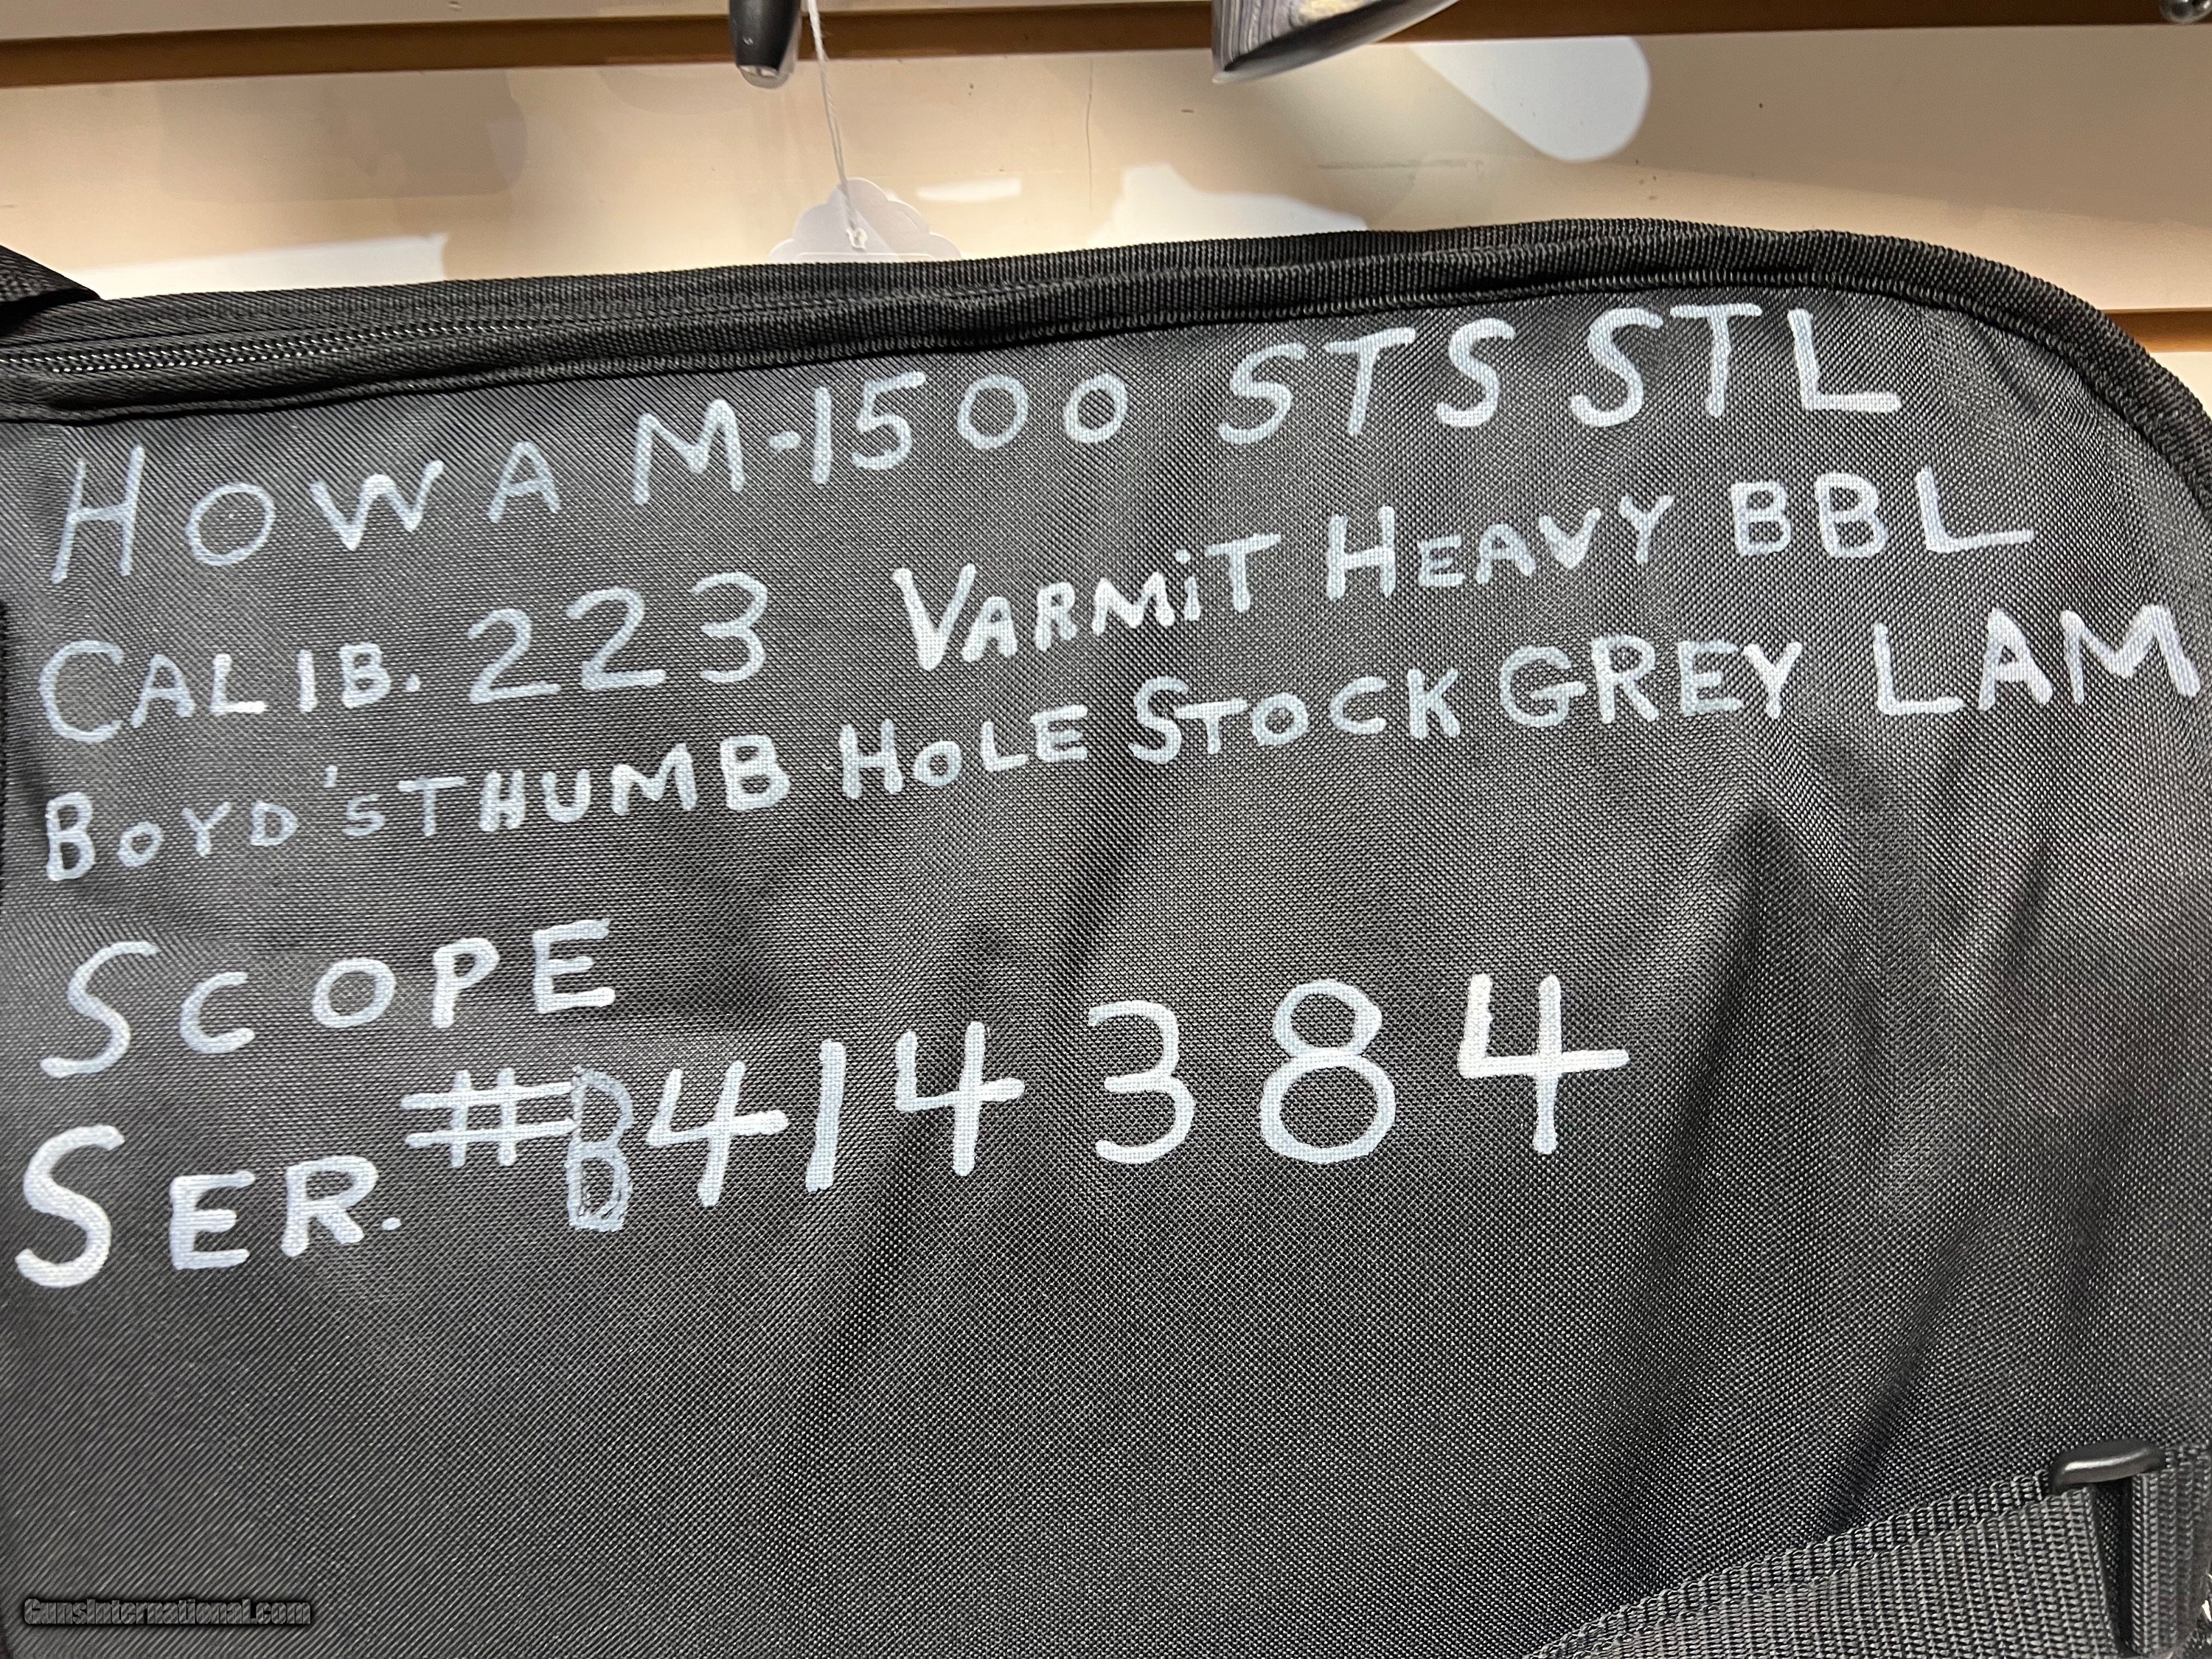 HOWA M-1500 STS STL
CALIB. 223 VARMiT HEAVY BBL
BOYD'S THUMB HOLE STOCK GREY LAM
SCOPE
SER. #B414384
GunsInternational.com